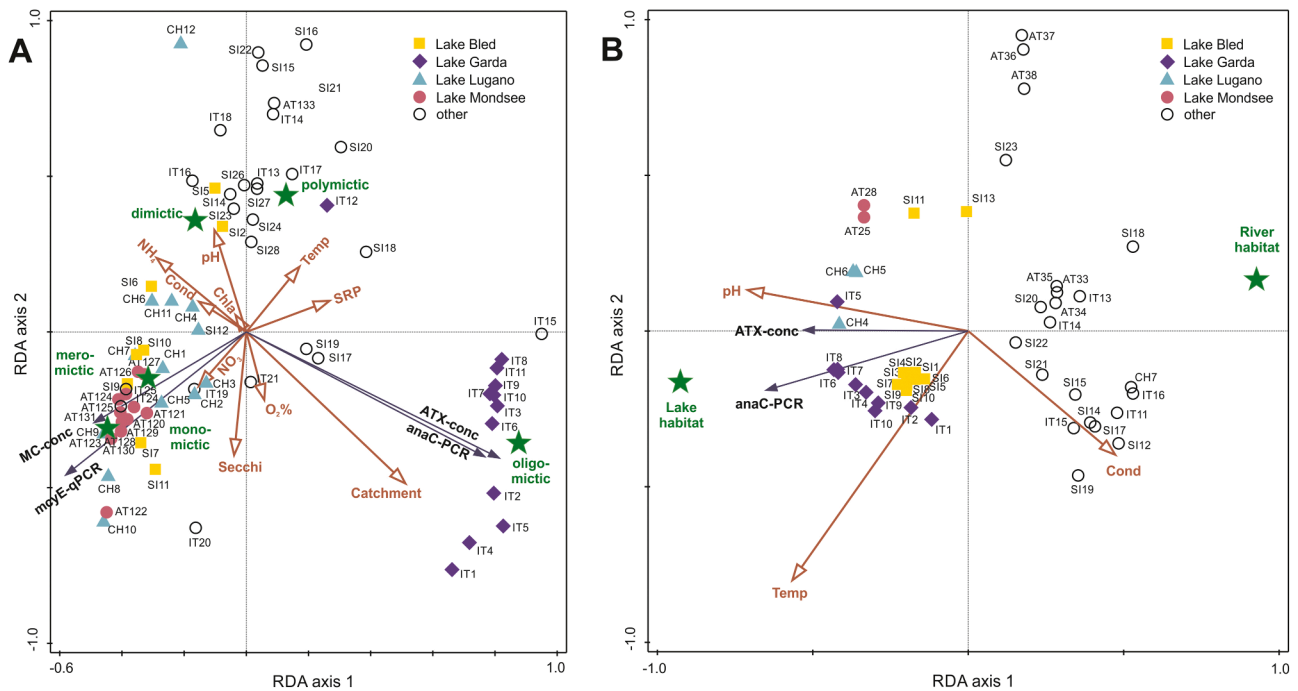 A
1.0
CH12
SI16
SI22
SI15
Lake Bled
Lake Garda
Lake Lugano
Lake Mondsee
other
SI21
AT133
IT14
IT18
SI20
IT16
SI26
IT13
IT17
SI5
polymictic
SI14
SI27
IT12
dimictic
SI23
SI2
SI24
SI28
SI18
NH4
pH
Temp
SI6
Cond
Chla
SRP
CH6
CH11
CH4
SI12
IT15
RDA axis 2
SI8
SI10
SI19
SI17
mero-
mictic
CH7
CH1
AT127
AT126
NO3
IT8
IT11
SI9
IT25
IT19
CH3
IT21
IT9
IT7
AT124
IT24
CH5
CH2
O2%
IT3
AT125
AT131
AT121
ATX-conc
IT6
AT120
mono-
mictic
anaC-PCR
CH9
AT129
MC-conc
AT123
AT128
AT130
SI7
Secchi
oligo-
mictic
mcyE-qPCR
SI11
CH8
Catchment
IT2
AT122
CH10
IT20
IT5
IT4
IT1
-1.0
-0.6
1.0
RDA axis 1
B
1.0
AT37
AT36
AT38
Lake Bled
Lake Garda
Lake Lugano
Lake Mondsee
other
SI23
AT28
AT25
SI11
SI13
SI18
River
habitat
CH6
CH5
pH
IT5
AT35
AT33
IT13
SI20
AT34
IT14
ATX-conc
CH4
SI22
RDA axis 2
IT8
IT7
IT6
SI4
SI2
SI1
SI3
SI6
SI7
SI5
SI9
SI8
SI10
SI21
Lake
habitat
anaC-PCR
IT3
IT4
IT9
IT10
IT2
IT1
SI15
CH7
IT16
IT11
SI14
IT15
SI17
SI12
Cond
SI19
Temp
-1.0
-1.0
1.0
RDA axis 1